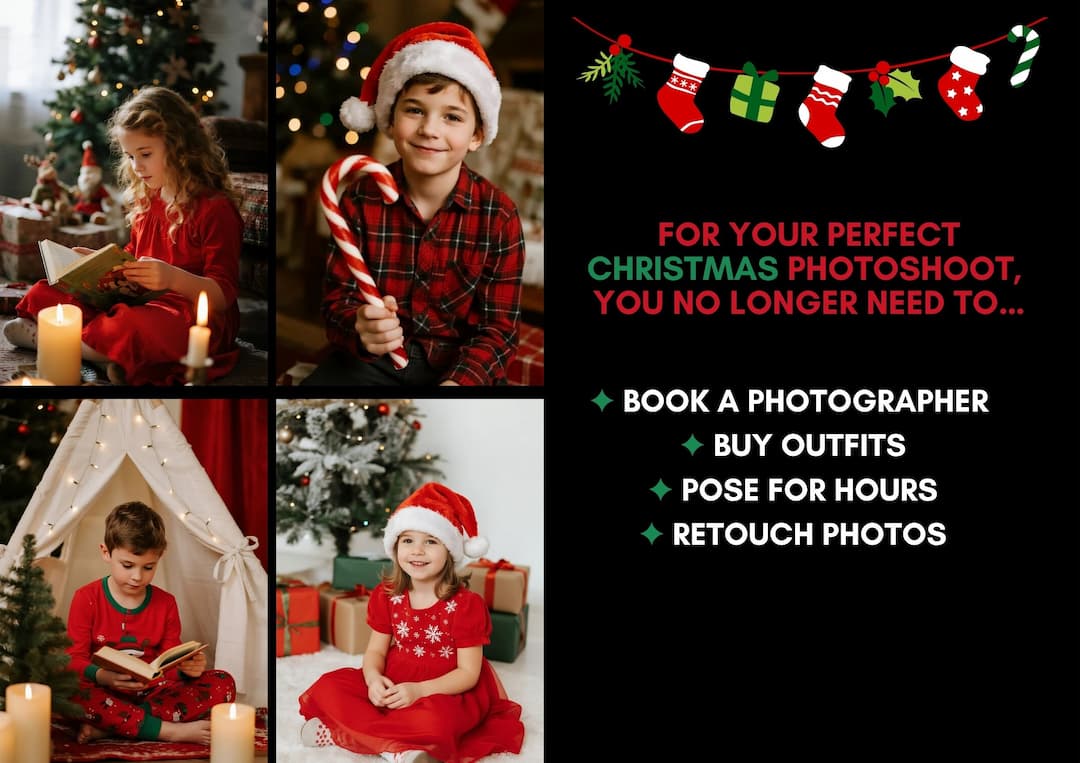 FOR YOUR PERFECT
CHRISTMAS PHOTOSHOOT,
YOU NO LONGER NEED TO...
✦ BOOK A PHOTOGRAPHER
✦ BUY OUTFITS
✦ POSE FOR HOURS
✦ RETOUCH PHOTOS